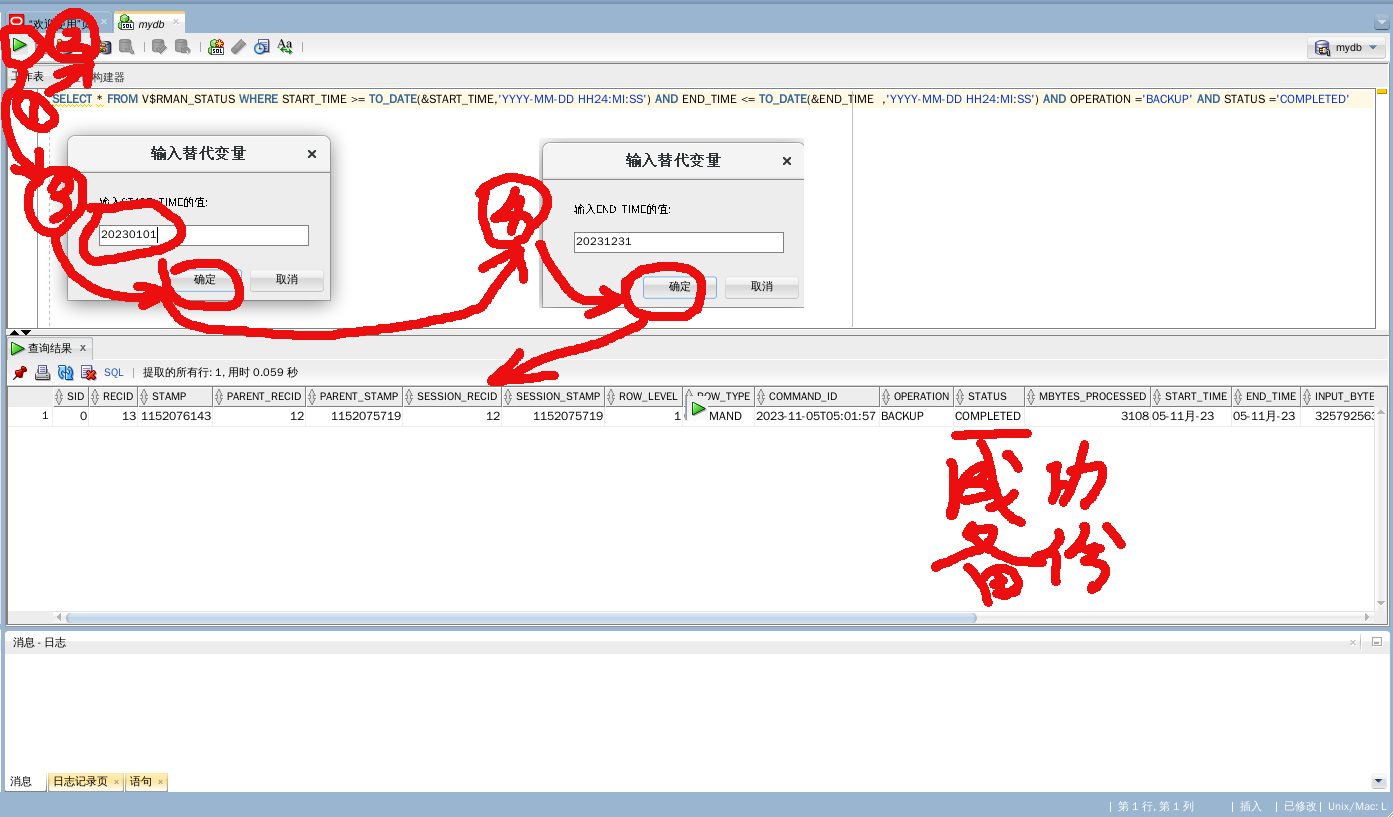 "欢迎使用"页
mydb
mydb
工作表 查询构建器
SELECT * FROM V$RMAN_STATUS WHERE START_TIME >= TO_DATE(&START_TIME,'YYYY-MM-DD HH24:MI:SS') AND END_TIME <= TO_DATE(&END_TIME ,'YYYY-MM-DD HH24:MI:SS') AND OPERATION ='BACKUP' AND STATUS ='COMPLETED'
①
②
③
④
输入替代变量
输入START_TIME的值:
20230101
确定 取消
输入替代变量
输入END_TIME的值:
20231231
确定 取消
查询结果 x
SQL | 提取的所有行: 1, 用时 0.059 秒
SID RECID STAMP PARENT_RECID PARENT_STAMP SESSION_RECID SESSION_STAMP ROW_LEVEL ROW_TYPE COMMAND_ID OPERATION STATUS MBYTES_PROCESSED START_TIME END_TIME INPUT_BYTE
1 0 13 1152076143 12 1152075719 12 1152075719 1 MAND 2023-11-05T05:01:57 BACKUP COMPLETED 3108 05-11月-23 05-11月-23 325792563
成功
备份
消息 - 日志
消息 日志记录页 语句
第 1 行, 第 1 列 | 插入 | 已修改 | Unix/Mac: L